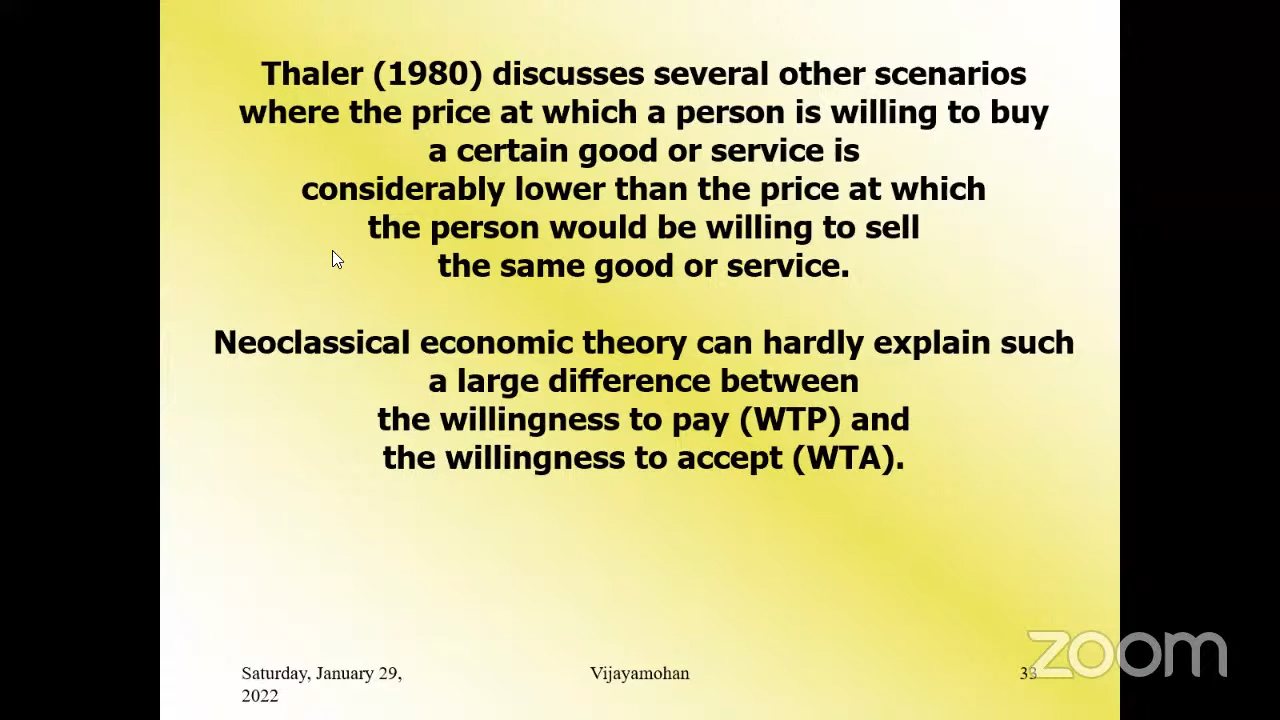 Thaler (1980) discusses several other scenarios
where the price at which a person is willing to buy
a certain good or service is
considerably lower than the price at which
the person would be willing to sell
the same good or service.
Neoclassical economic theory can hardly explain such
a large difference between
the willingness to pay (WTP) and
the willingness to accept (WTA).
Saturday, January 29,
2022
Vijayamohan
zoom